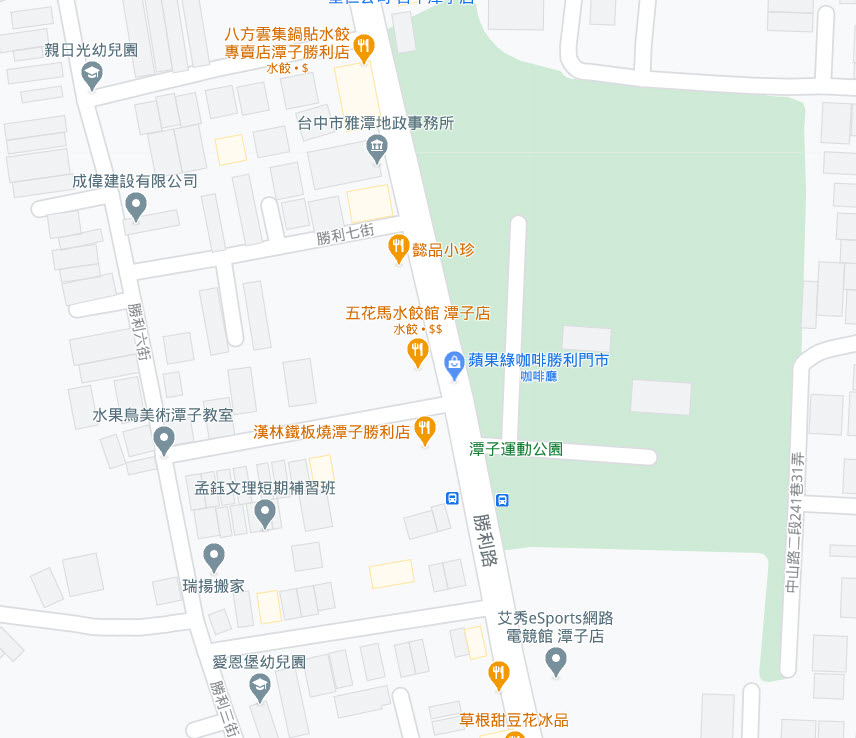 八方雲集鍋貼水餃
專賣店潭子勝利店
水餃 • $
親日光幼兒園
台中市雅潭地政事務所
成偉建設有限公司
勝利七街
懿品小珍
五花馬水餃館 潭子店
水餃 • $$
勝利六街
蘋果綠咖啡勝利門市
咖啡廳
水果鳥美術潭子教室
漢林鐵板燒潭子勝利店
潭子運動公園
孟鈺文理短期補習班
中山路二段241巷31弄
勝利路
瑞揚搬家
艾秀eSports網路
電競館 潭子店
愛恩堡幼兒園
勝利三街
草根甜豆花冰品